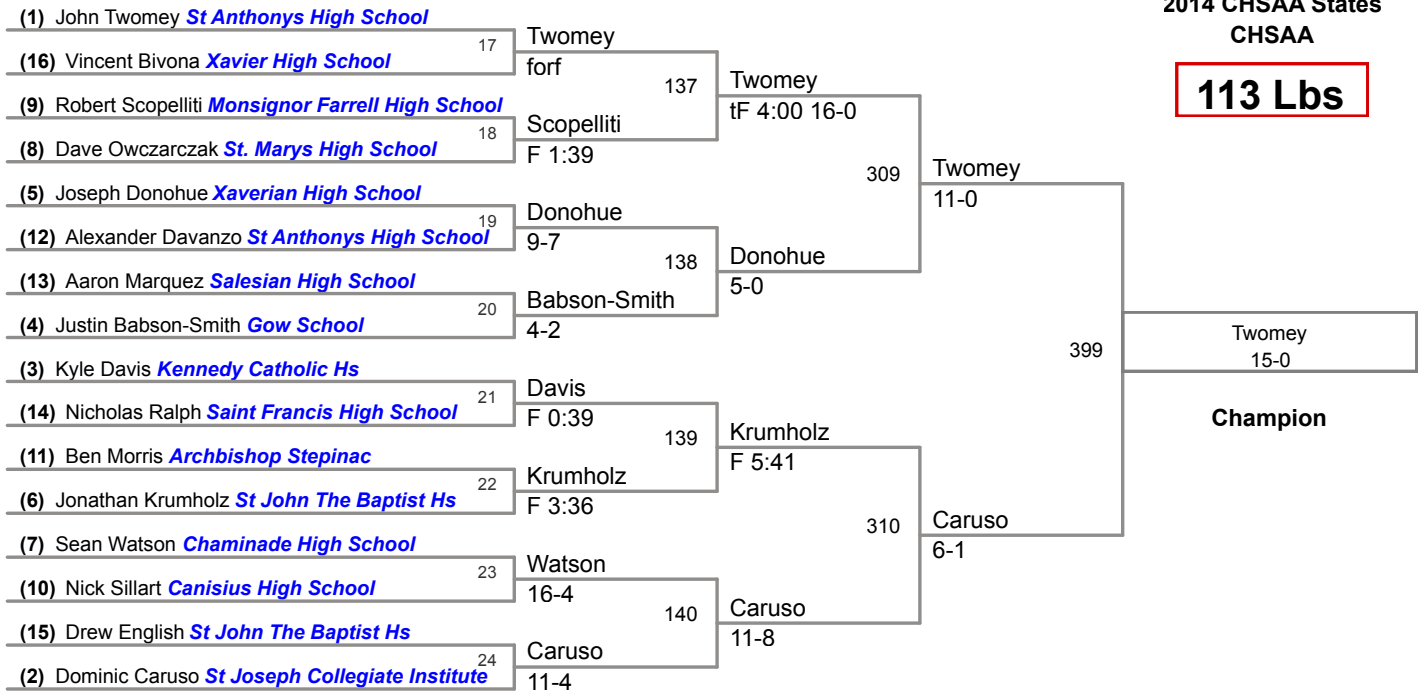 2014 CHSAA States
CHSAA
113 Lbs
(1) John Twomey St Anthonys High School
17
(16) Vincent Bivona Xavier High School
(9) Robert Scopelliti Monsignor Farrell High School
18
(8) Dave Owczarczak St. Marys High School
(5) Joseph Donohue Xaverian High School
19
(12) Alexander Davanzo St Anthonys High School
(13) Aaron Marquez Salesian High School
20
(4) Justin Babson-Smith Gow School
(3) Kyle Davis Kennedy Catholic Hs
21
(14) Nicholas Ralph Saint Francis High School
(11) Ben Morris Archbishop Stepinac
22
(6) Jonathan Krumholz St John The Baptist Hs
(7) Sean Watson Chaminade High School
23
(10) Nick Sillart Canisius High School
(15) Drew English St John The Baptist Hs
24
(2) Dominic Caruso St Joseph Collegiate Institute
Twomey
forf
137
Scopelliti
F 1:39
Donohue
9-7
138
Babson-Smith
4-2
Davis
F 0:39
139
Krumholz
F 3:36
Watson
16-4
140
Caruso
11-4
Twomey
tF 4:00 16-0
309
Donohue
5-0
Krumholz
F 5:41
310
Caruso
11-8
Twomey
11-0
399
Caruso
6-1
Twomey
15-0
Champion